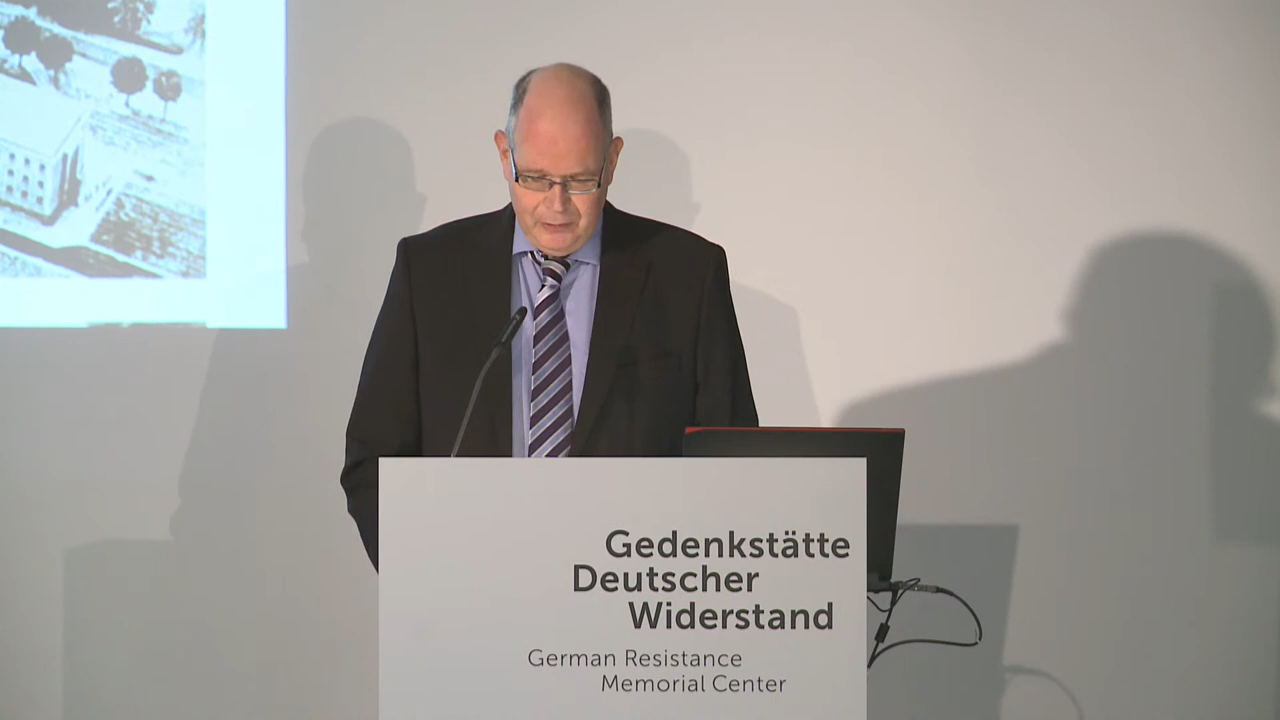 Gedenkstätte
Deutscher
Widerstand
German Resistance
Memorial Center